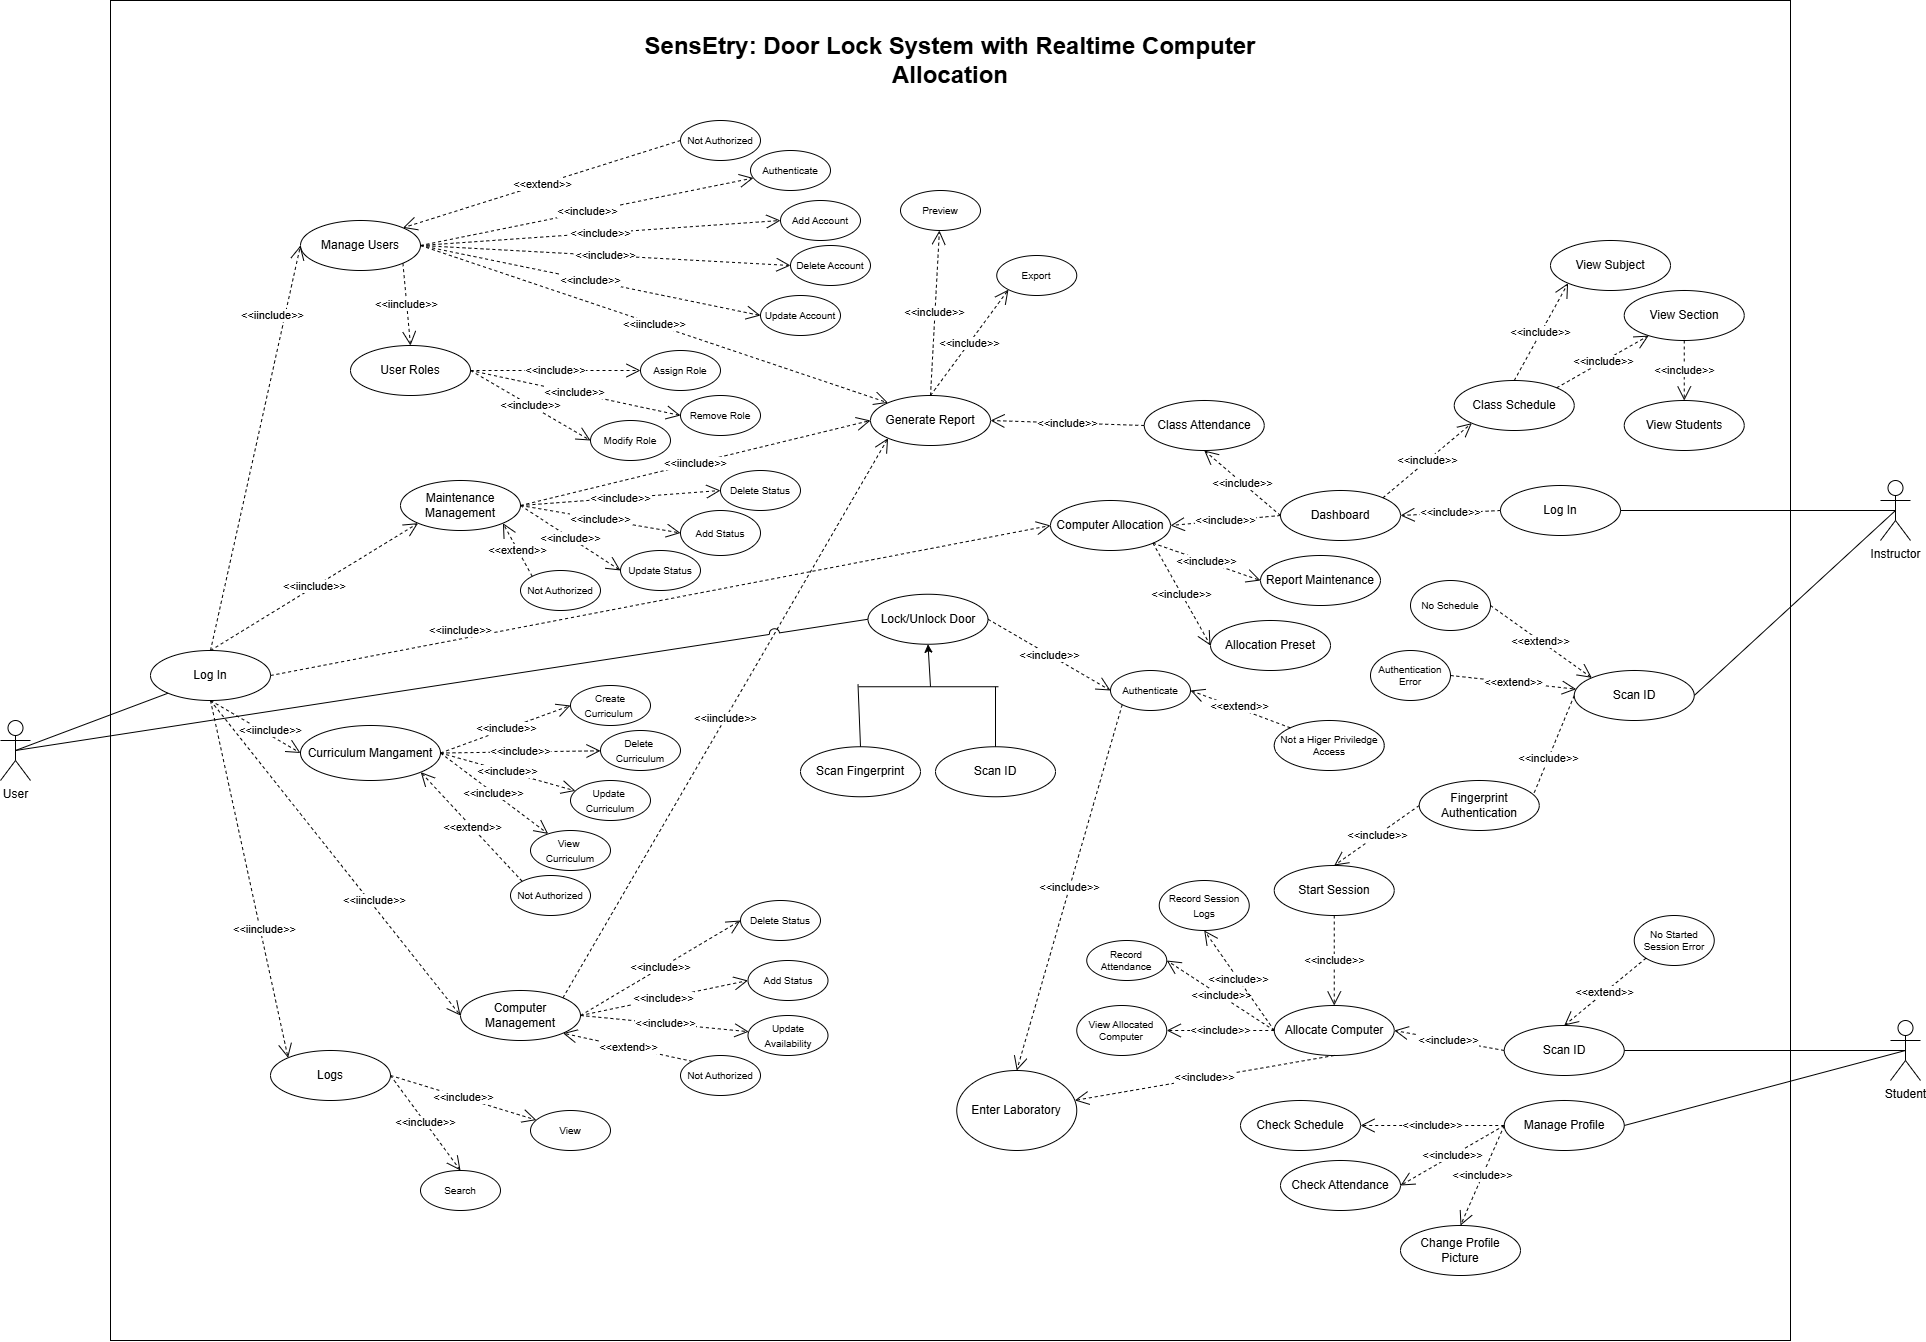 SensEtry: Door Lock System with Realtime Computer
Allocation
Not Authorized
Authenticate
<<extend>>
Preview
<<include>>
Add Account
<<include>>
Manage Users
<<include>>
Delete Account
View Subject
Export
<<include>>
<<iinclude>>
<<iinclude>>
Update Account
<<include>>
View Section
<<iinclude>>
<<include>>
<<include>>
<<include>>
User Roles
<<include>>
Assign Role
<<include>>
<<include>>
<<include>>
<<include>>
Remove Role
Class Schedule
Modify Role
Generate Report
<<include>>
Class Attendance
View Students
<<iinclude>>
<<include>>
Maintenance
Management
<<include>>
Delete Status
<<include>>
Computer Allocation
<<include>>
Dashboard
<<include>>
Log In
<<include>>
Add Status
<<include>>
<<extend>>
Update Status
Instructor
<<include>>
Report Maintenance
<<iinclude>>
Not Authorized
<<include>>
No Schedule
<<iinclude>>
Lock/Unlock Door
<<extend>>
Allocation Preset
<<include>>
Log In
Authentication
Error
<<extend>>
Scan ID
Authenticate
Create
Curriculum
<<extend>>
<<iinclude>>
<<include>>
<<iinclude>>
Curriculum Mangament
<<include>>
Delete
Curriculum
Not a Higer Priviledge
Access
<<include>>
<<include>>
Scan Fingerprint
Scan ID
User
<<include>>
Update
Curriculum
Fingerprint
Authentication
<<extend>>
<<include>>
View
Curriculum
<<include>>
Start Session
Not Authorized
<<iinclude>>
Record Session
Logs
<<iinclude>>
Delete Status
No Started
Session Error
<<include>>
Record
Attendance
<<include>>
<<include>>
Add Status
<<include>>
<<include>>
<<include>>
<<extend>>
Computer
Management
<<include>>
Update
Availability
View Allocated
Computer
<<include>>
Allocate Computer
<<include>>
Scan ID
<<extend>>
Logs
Not Authorized
<<include>>
Student
<<include>>
Enter Laboratory
<<include>>
View
Check Schedule
<<include>>
Manage Profile
<<include>>
Search
Check Attendance
<<include>>
Change Profile
Picture